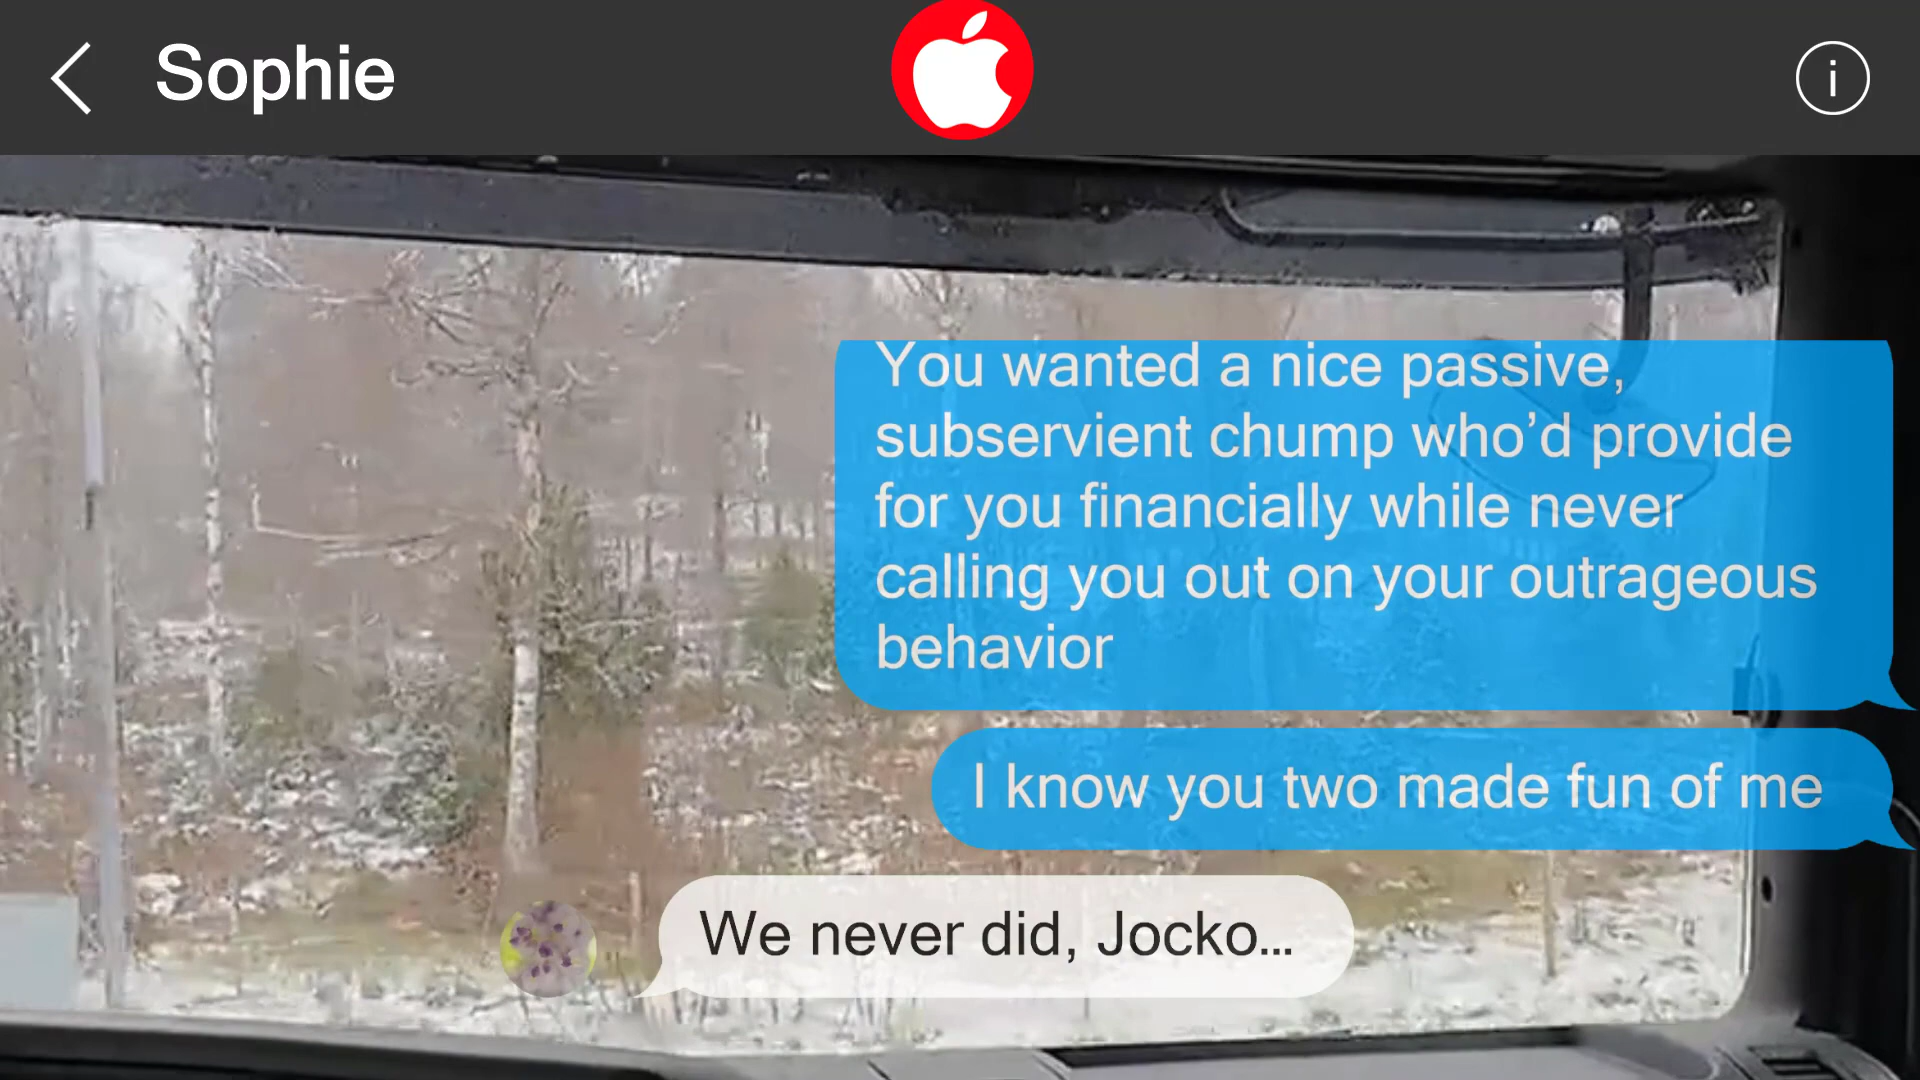 Sophie
You wanted a nice passive,
subservient chump who’d provide
for you financially while never
calling you out on your outrageous
behavior
I know you two made fun of me
We never did, Jocko...